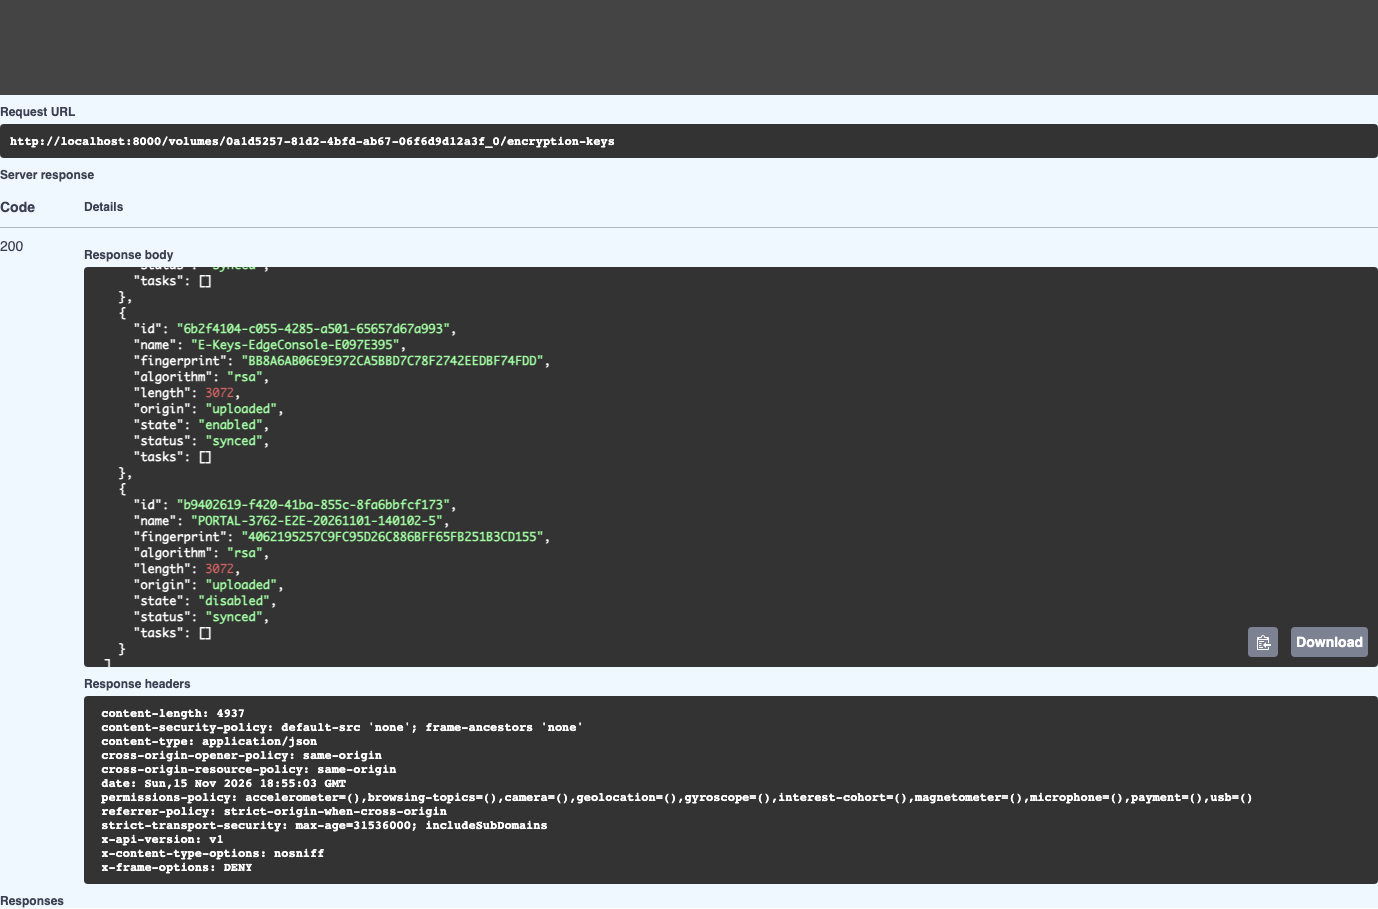 Request URL
http://localhost:8000/volumes/0a1d5257-81d2-4bfd-ab67-06f6d9d12a3f_0/encryption-keys
Server response
Code Details
200
Response body
"status": "synced",
"tasks": []
},
{
"id": "6b2f4104-c055-4285-a501-65657d67a993",
"name": "E-Keys-EdgeConsole-E097E395",
"fingerprint": "BB8A6AB06E9E972CA5BBD7C78F2742EEDBF74FDD",
"algorithm": "rsa",
"length": 3072,
"origin": "uploaded",
"state": "enabled",
"status": "synced",
"tasks": []
},
{
"id": "b9402619-f420-41ba-855c-8fa6bbfcf173",
"name": "PORTAL-3762-E2E-20261101-140102-5",
"fingerprint": "4062195257C9FC95D26C886BFF65FB251B3CD155",
"algorithm": "rsa",
"length": 3072,
"origin": "uploaded",
"state": "disabled",
"status": "synced",
"tasks": []
}
]
Download
Response headers
content-length: 4937
content-security-policy: default-src 'none'; frame-ancestors 'none'
content-type: application/json
cross-origin-opener-policy: same-origin
cross-origin-resource-policy: same-origin
date: Sun,15 Nov 2026 18:55:03 GMT
permissions-policy: accelerometer=(),browsing-topics=(),camera=(),geolocation=(),gyroscope=(),interest-cohort=(),magnetometer=(),microphone=(),payment=(),usb=()
referrer-policy: strict-origin-when-cross-origin
strict-transport-security: max-age=31536000; includeSubDomains
x-api-version: v1
x-content-type-options: nosniff
x-frame-options: DENY
Responses